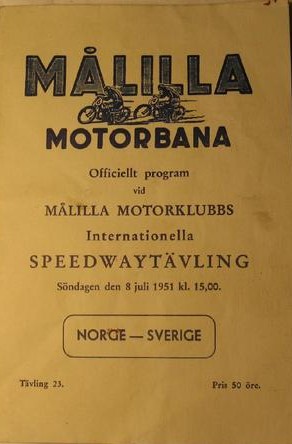 MÅLILLA
MOTORBANA
Officiellt program
vid
MÅLILLA MOTORKLUBBS
Internationella
SPEEDWAYTÄVLING
Söndagen den 8 juli 1951 kl. 15,00.
NORGE — SVERIGE
Tävling 23. Pris 50 öre.